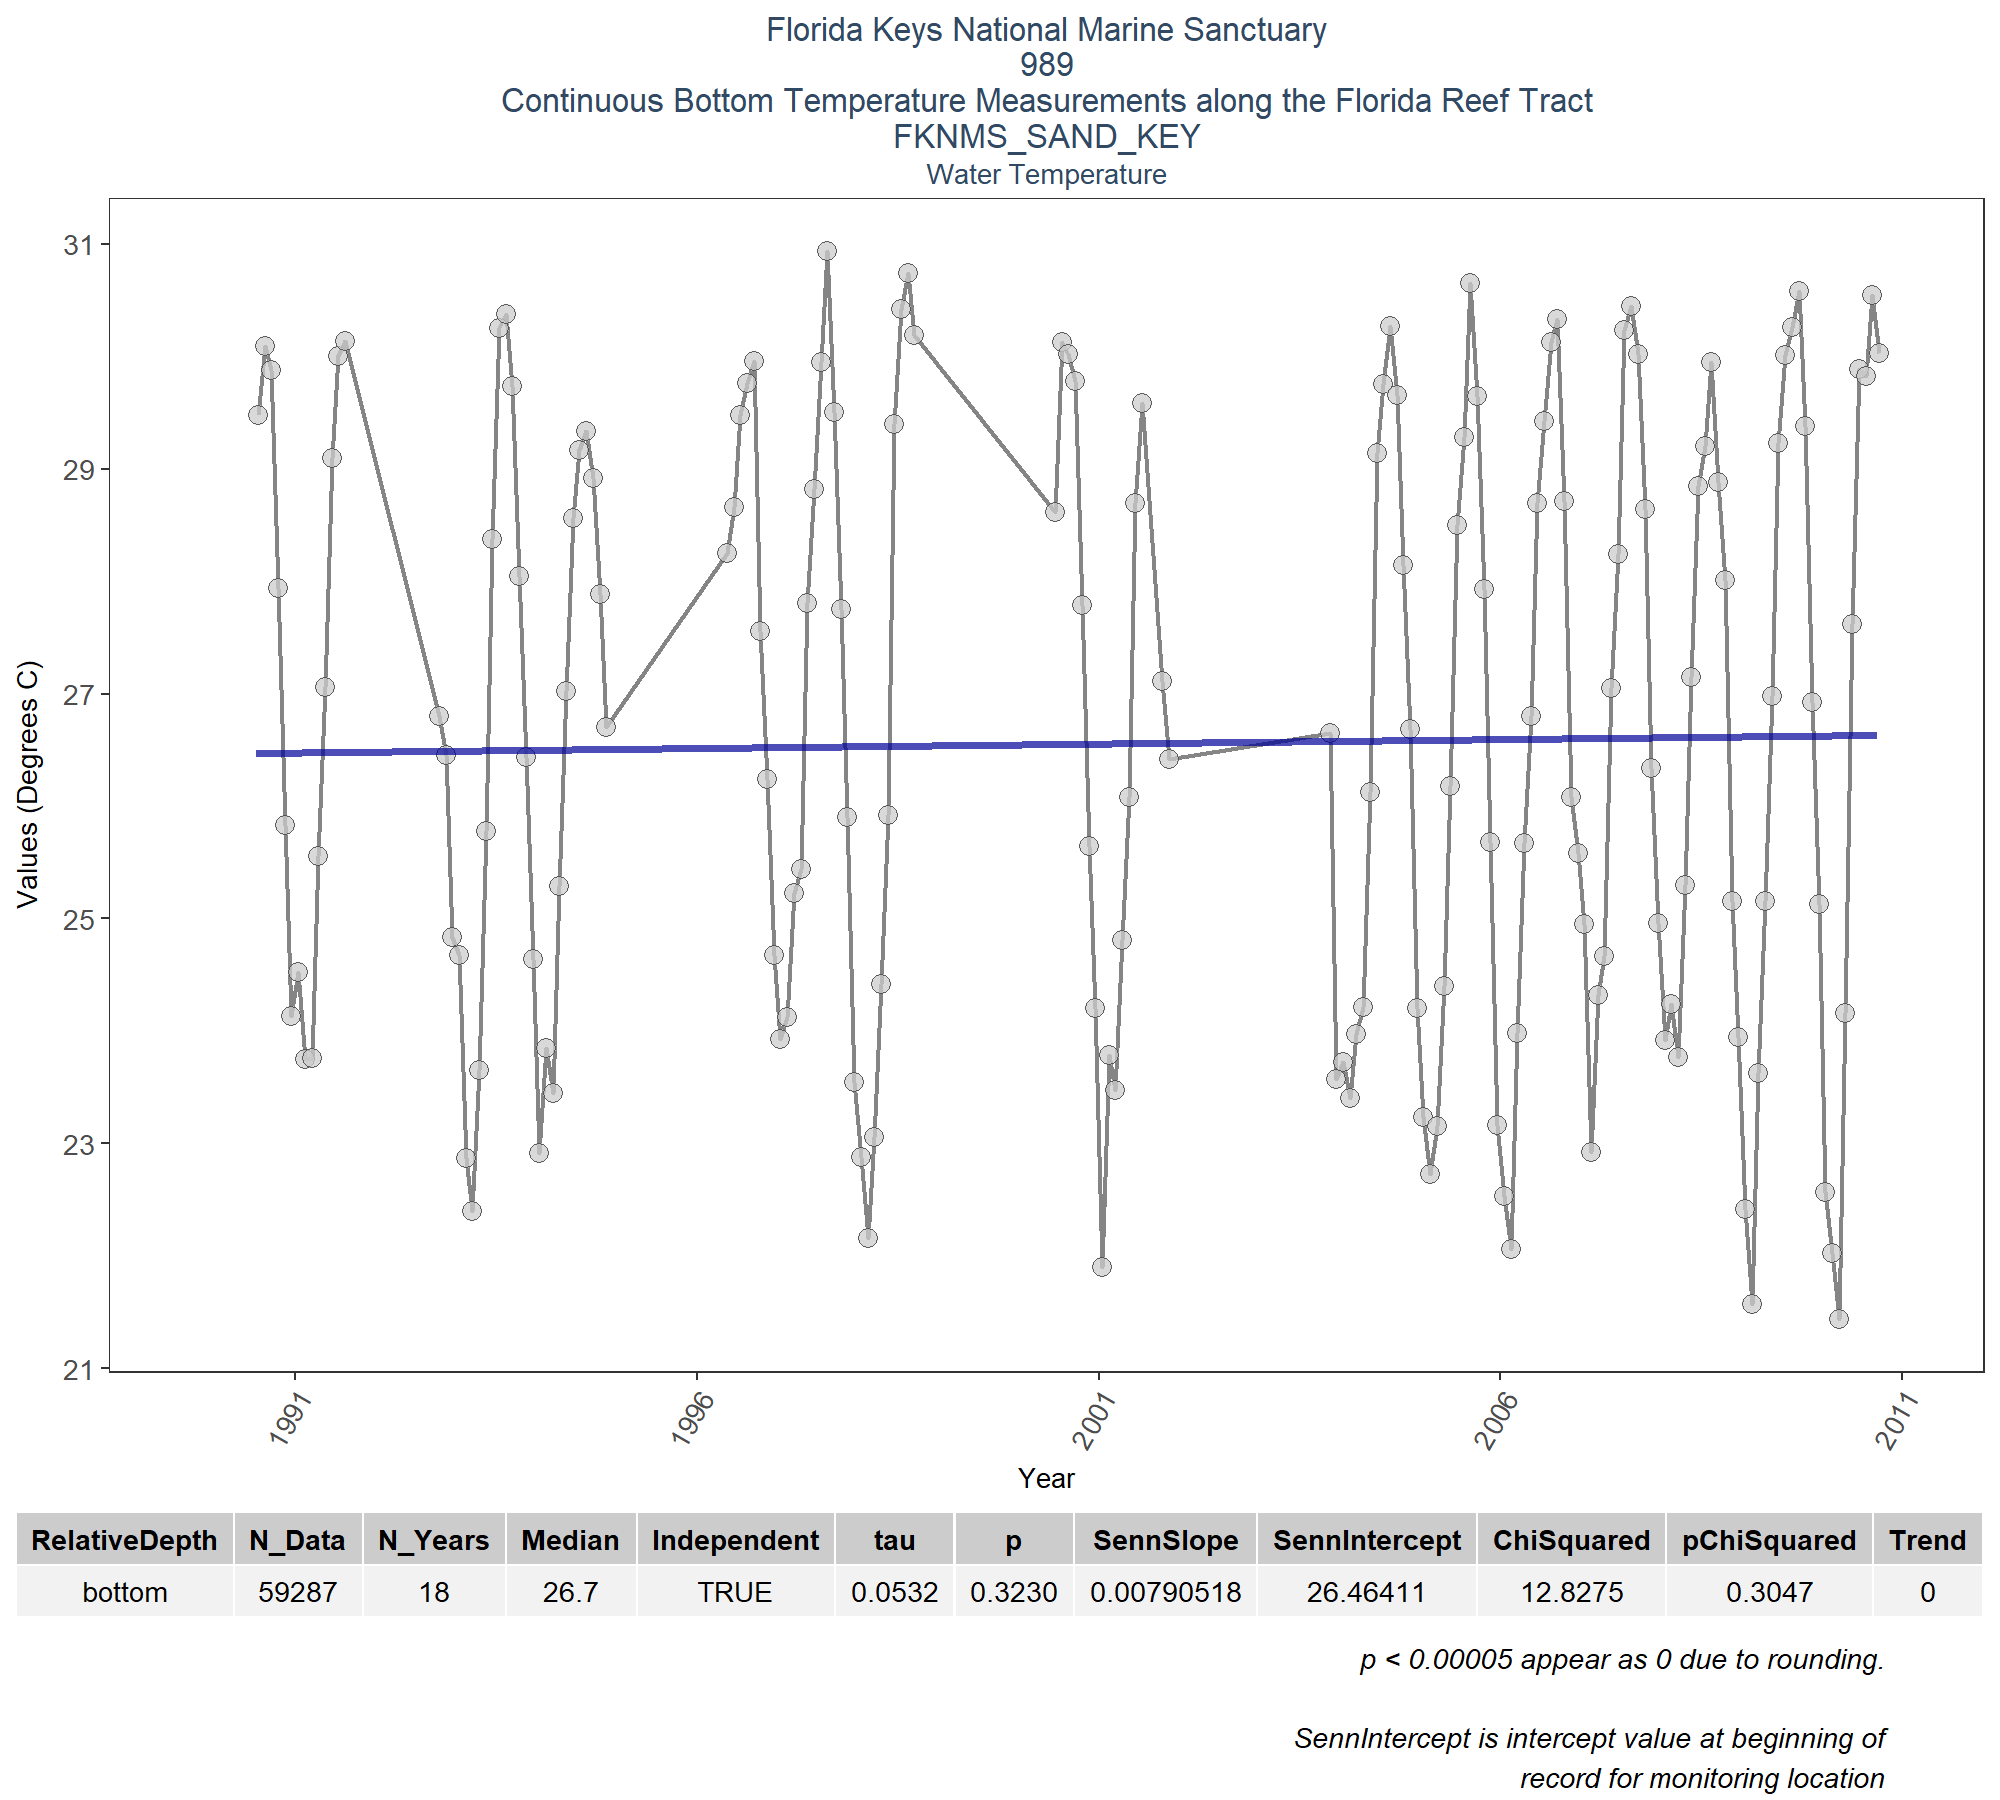 Florida Keys National Marine Sanctuary
989
Continuous Bottom Temperature Measurements along the Florida Reef Tract
FKNMS_SAND_KEY
Water Temperature
31
29
27
25
23
21
Values (Degrees C)
1991
1996
2001
2006
2011
Year
RelativeDepth N_Data N_Years Median Independent tau p SennSlope SennIntercept ChiSquared pChiSquared Trend
bottom 59287 18 26.7 TRUE 0.0532 0.3230 0.00790518 26.46411 12.8275 0.3047 0
p < 0.00005 appear as 0 due to rounding.
SennIntercept is intercept value at beginning of
record for monitoring location